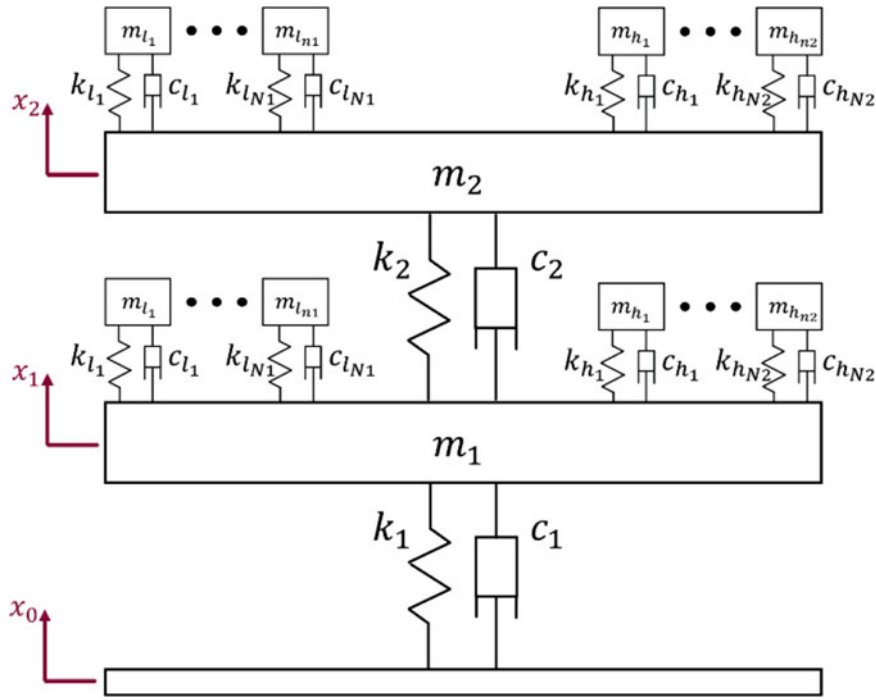 m_{l_1} m_{l_{n1}} m_{h_1} m_{h_{n2}}
k_{l_1} c_{l_1} k_{l_{N1}} c_{l_{N1}} k_{h_1} c_{h_1} k_{h_{N2}} c_{h_{N2}}
x_2
m_2
k_2 c_2
m_{l_1} m_{l_{n1}} m_{h_1} m_{h_{n2}}
k_{l_1} c_{l_1} k_{l_{N1}} c_{l_{N1}} k_{h_1} c_{h_1} k_{h_{N2}} c_{h_{N2}}
x_1
m_1
k_1 c_1
x_0